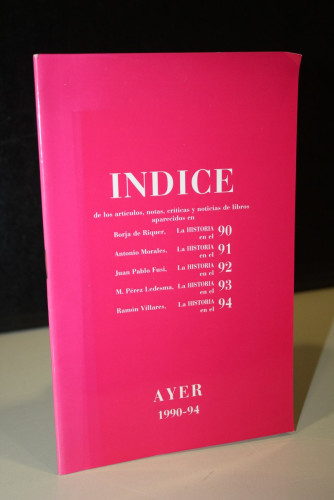 INDICE
de los artículos, notas, críticas y noticias de libros
aparecidos en
Borja de Riquer, La HISTORIA en el 90
Antonio Morales, La HISTORIA en el 91
Juan Pablo Fusi, La HISTORIA en el 92
M. Pérez Ledesma, La HISTORIA en el 93
Ramón Villares, La HISTORIA en el 94
AYER
1990-94